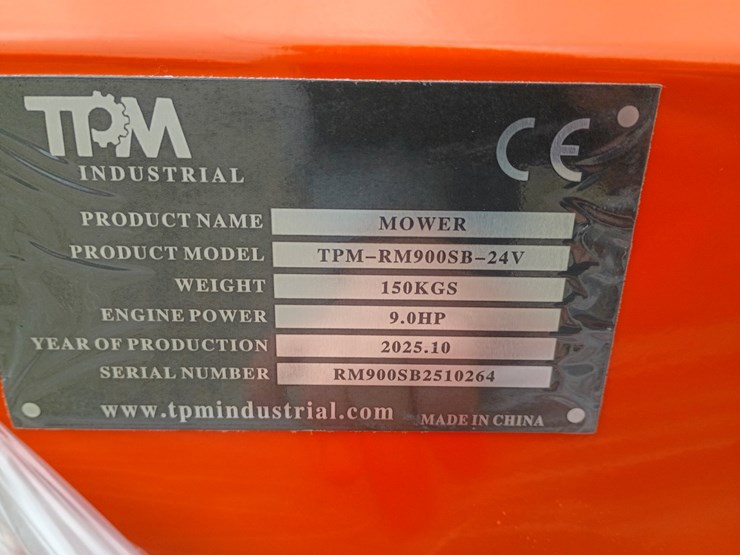 TPM
INDUSTRIAL
CE
PRODUCT NAME MOWER
PRODUCT MODEL TPM-RM900SB-24V
WEIGHT 150KGS
ENGINE POWER 9.0HP
YEAR OF PRODUCTION 2025.10
SERIAL NUMBER RM900SB2510264
www.tpmindustrial.com MADE IN CHINA